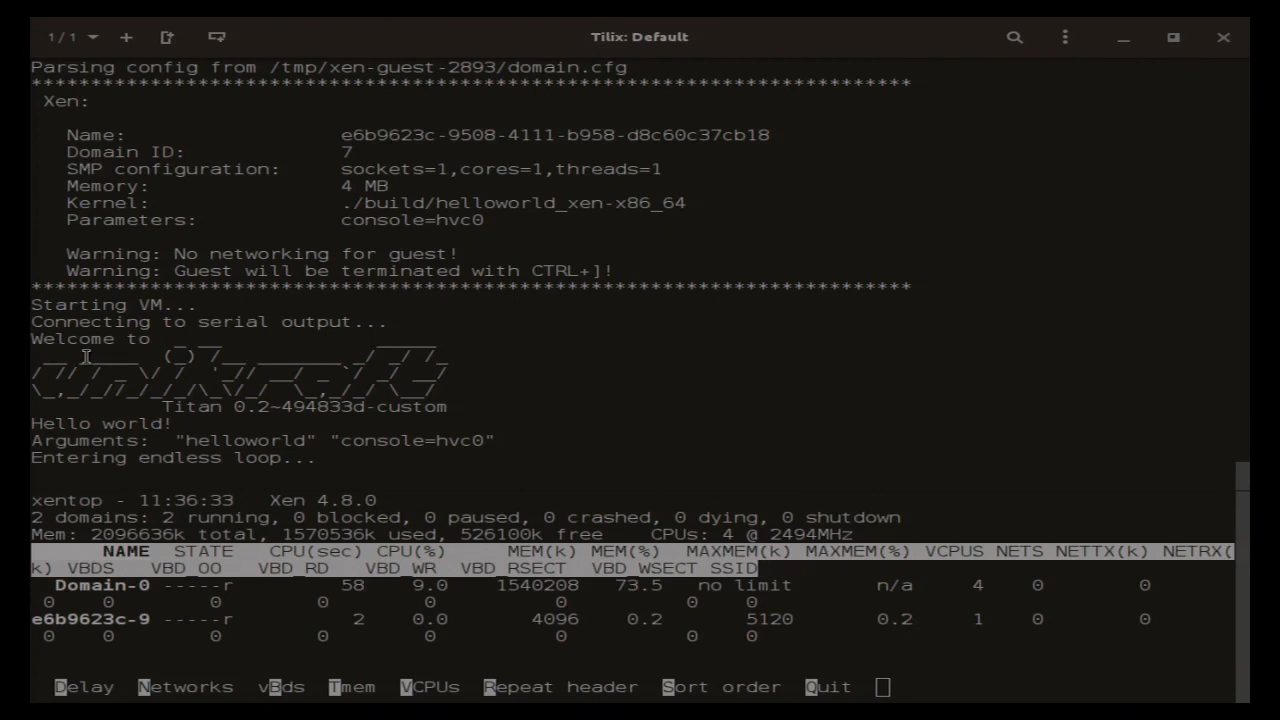 1/1
Tilix: Default
Parsing config from /tmp/xen-guest-2893/domain.cfg
**************************************************************************
Xen:
Name: e6b9623c-9508-4111-b958-d8c60c37cb18
Domain ID: 7
SMP configuration: sockets=1,cores=1,threads=1
Memory: 4 MB
Kernel: ./build/helloworld_xen-x86_64
Parameters: console=hvc0
Warning: No networking for guest!
Warning: Guest will be terminated with CTRL+]!
**************************************************************************
Starting VM...
Connecting to serial output...
Welcome to
unikraft
Titan 0.2~494833d-custom
Hello world!
Arguments: "helloworld" "console=hvc0"
Entering endless loop...
xentop - 11:36:33 Xen 4.8.0
2 domains: 2 running, 0 blocked, 0 paused, 0 crashed, 0 dying, 0 shutdown
Mem: 2096636k total, 1570536k used, 526100k free CPUs: 4 @ 2494MHz
NAME STATE CPU(sec) CPU(%) MEM(k) MEM(%) MAXMEM(k) MAXMEM(%) VCPUS NETS NETTX(k) NETRX(
k) VBDS VBD_OO VBD_RD VBD_WR VBD_RSECT VBD_WSECT SSID
Domain-0 -----r 58 9.0 1540208 73.5 no limit n/a 4 0 0
0 0 0 0 0 0 0 0
e6b9623c-9 -----r 2 0.0 4096 0.2 5120 0.2 1 0 0
0 0 0 0 0 0 0 0
Delay Networks vBds Tmem VCPUs Repeat header Sort order Quit